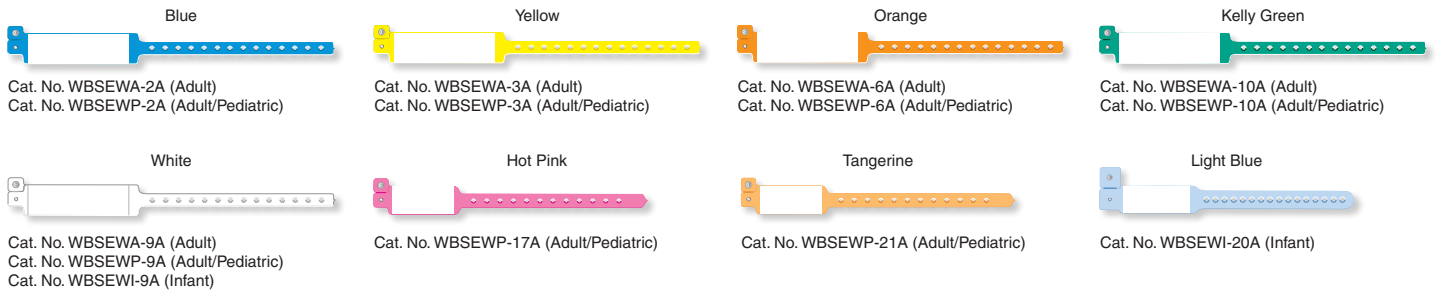 Blue
Cat. No. WBSEWA-2A (Adult)
Cat. No. WBSEWP-2A (Adult/Pediatric)
Yellow
Cat. No. WBSEWA-3A (Adult)
Cat. No. WBSEWP-3A (Adult/Pediatric)
Orange
Cat. No. WBSEWA-6A (Adult)
Cat. No. WBSEWP-6A (Adult/Pediatric)
Kelly Green
Cat. No. WBSEWA-10A (Adult)
Cat. No. WBSEWP-10A (Adult/Pediatric)
White
Cat. No. WBSEWA-9A (Adult)
Cat. No. WBSEWP-9A (Adult/Pediatric)
Cat. No. WBSEWI-9A (Infant)
Hot Pink
Cat. No. WBSEWP-17A (Adult/Pediatric)
Tangerine
Cat. No. WBSEWP-21A (Adult/Pediatric)
Light Blue
Cat. No. WBSEWI-20A (Infant)